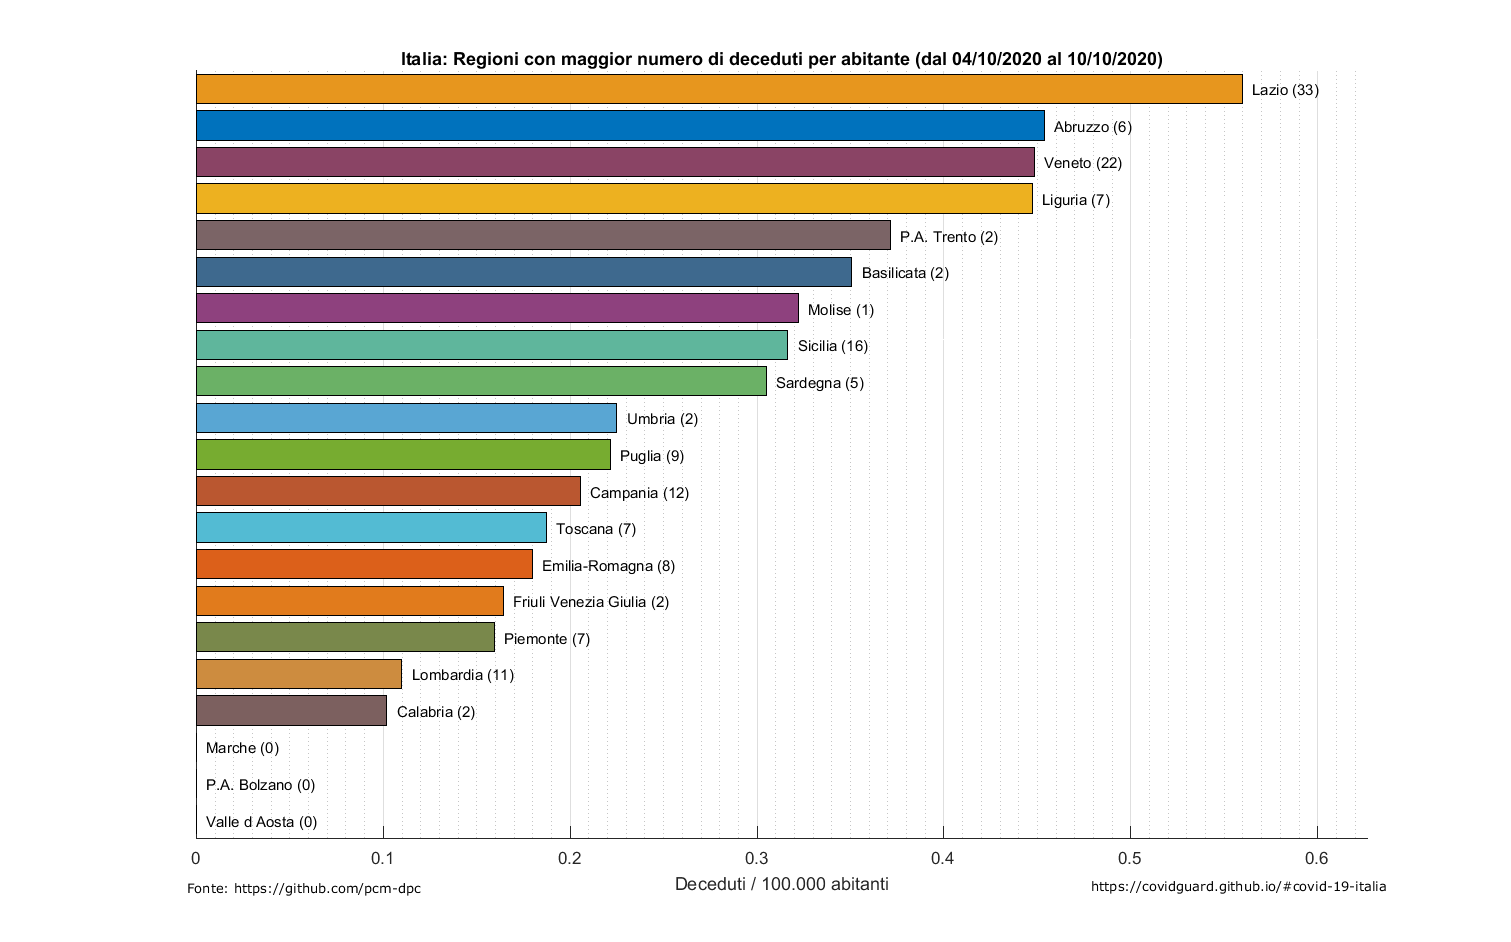 Italia: Regioni con maggior numero di deceduti per abitante (dal 04/10/2020 al 10/10/2020)
Lazio (33)
Abruzzo (6)
Veneto (22)
Liguria (7)
P.A. Trento (2)
Basilicata (2)
Molise (1)
Sicilia (16)
Sardegna (5)
Umbria (2)
Puglia (9)
Campania (12)
Toscana (7)
Emilia-Romagna (8)
Friuli Venezia Giulia (2)
Piemonte (7)
Lombardia (11)
Calabria (2)
Marche (0)
P.A. Bolzano (0)
Valle d Aosta (0)
0 0.1 0.2 0.3 0.4 0.5 0.6
Deceduti / 100.000 abitanti
Fonte: https://github.com/pcm-dpc
https://covidguard.github.io/#covid-19-italia